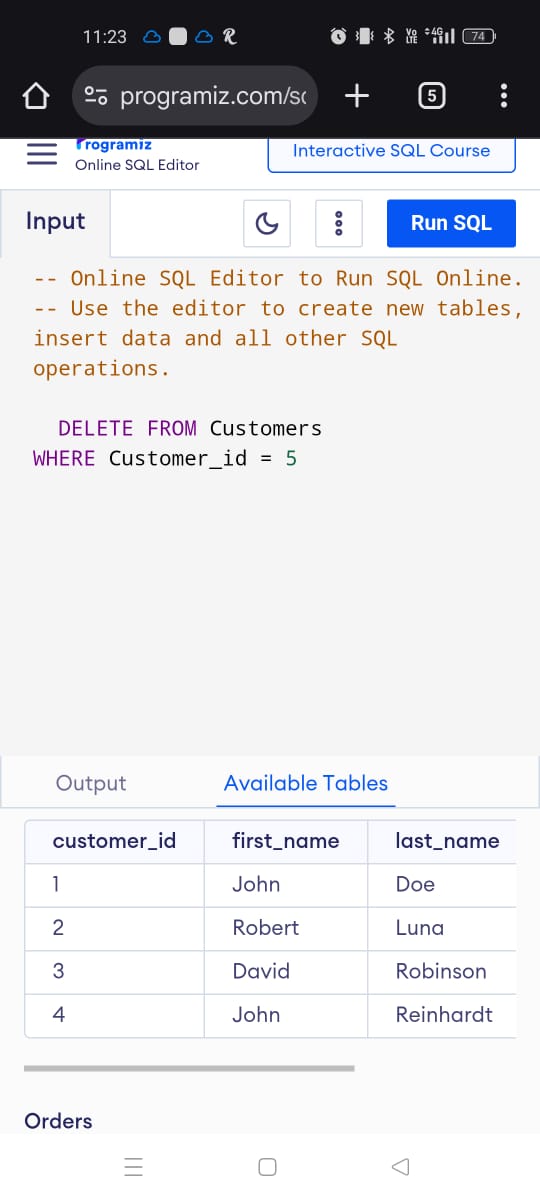 11:23
Vo LTE 4G 74
programiz.com/sc
5
Programiz
Online SQL Editor
Interactive SQL Course
Input
Run SQL
-- Online SQL Editor to Run SQL Online.
-- Use the editor to create new tables,
insert data and all other SQL
operations.
DELETE FROM Customers
WHERE Customer_id = 5
Output Available Tables
customer_id first_name last_name
1 John Doe
2 Robert Luna
3 David Robinson
4 John Reinhardt
Orders